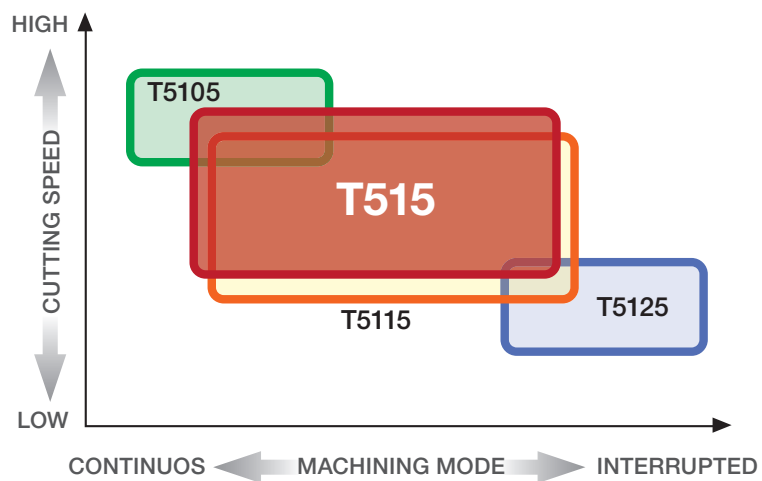 HIGH
T5105
T515
CUTTING SPEED
T5125
T5115
LOW
CONTINUOS MACHINING MODE INTERRUPTED